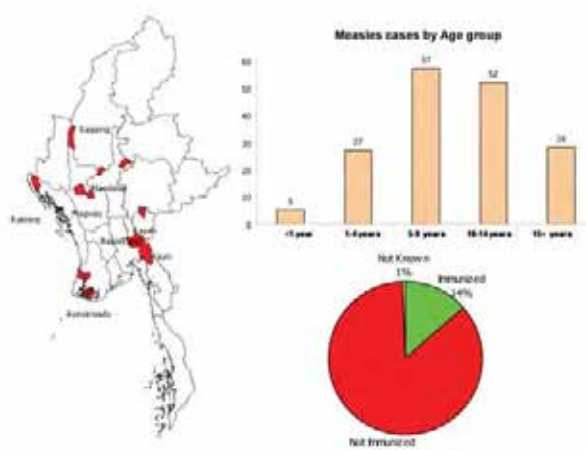 Measles cases by Age group
60
50
40
30
20
10
0
5
27
57
52
28
<1 year
1-4 years
5-9 years
10-14 years
15+ years
Sagaing
Mandalay
Magway
Rakhine
Kayin
Ayeyarwady
Not Known
1%
Immunized
14%
Not Immunized